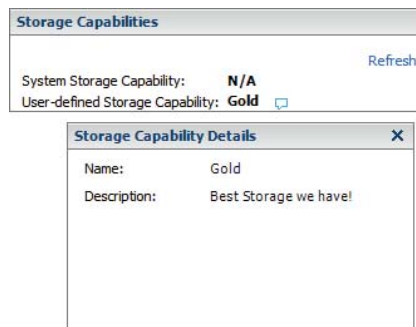 Storage Capabilities
Refresh
System Storage Capability: N/A
User-defined Storage Capability: Gold
Storage Capability Details
Name: Gold
Description: Best Storage we have!